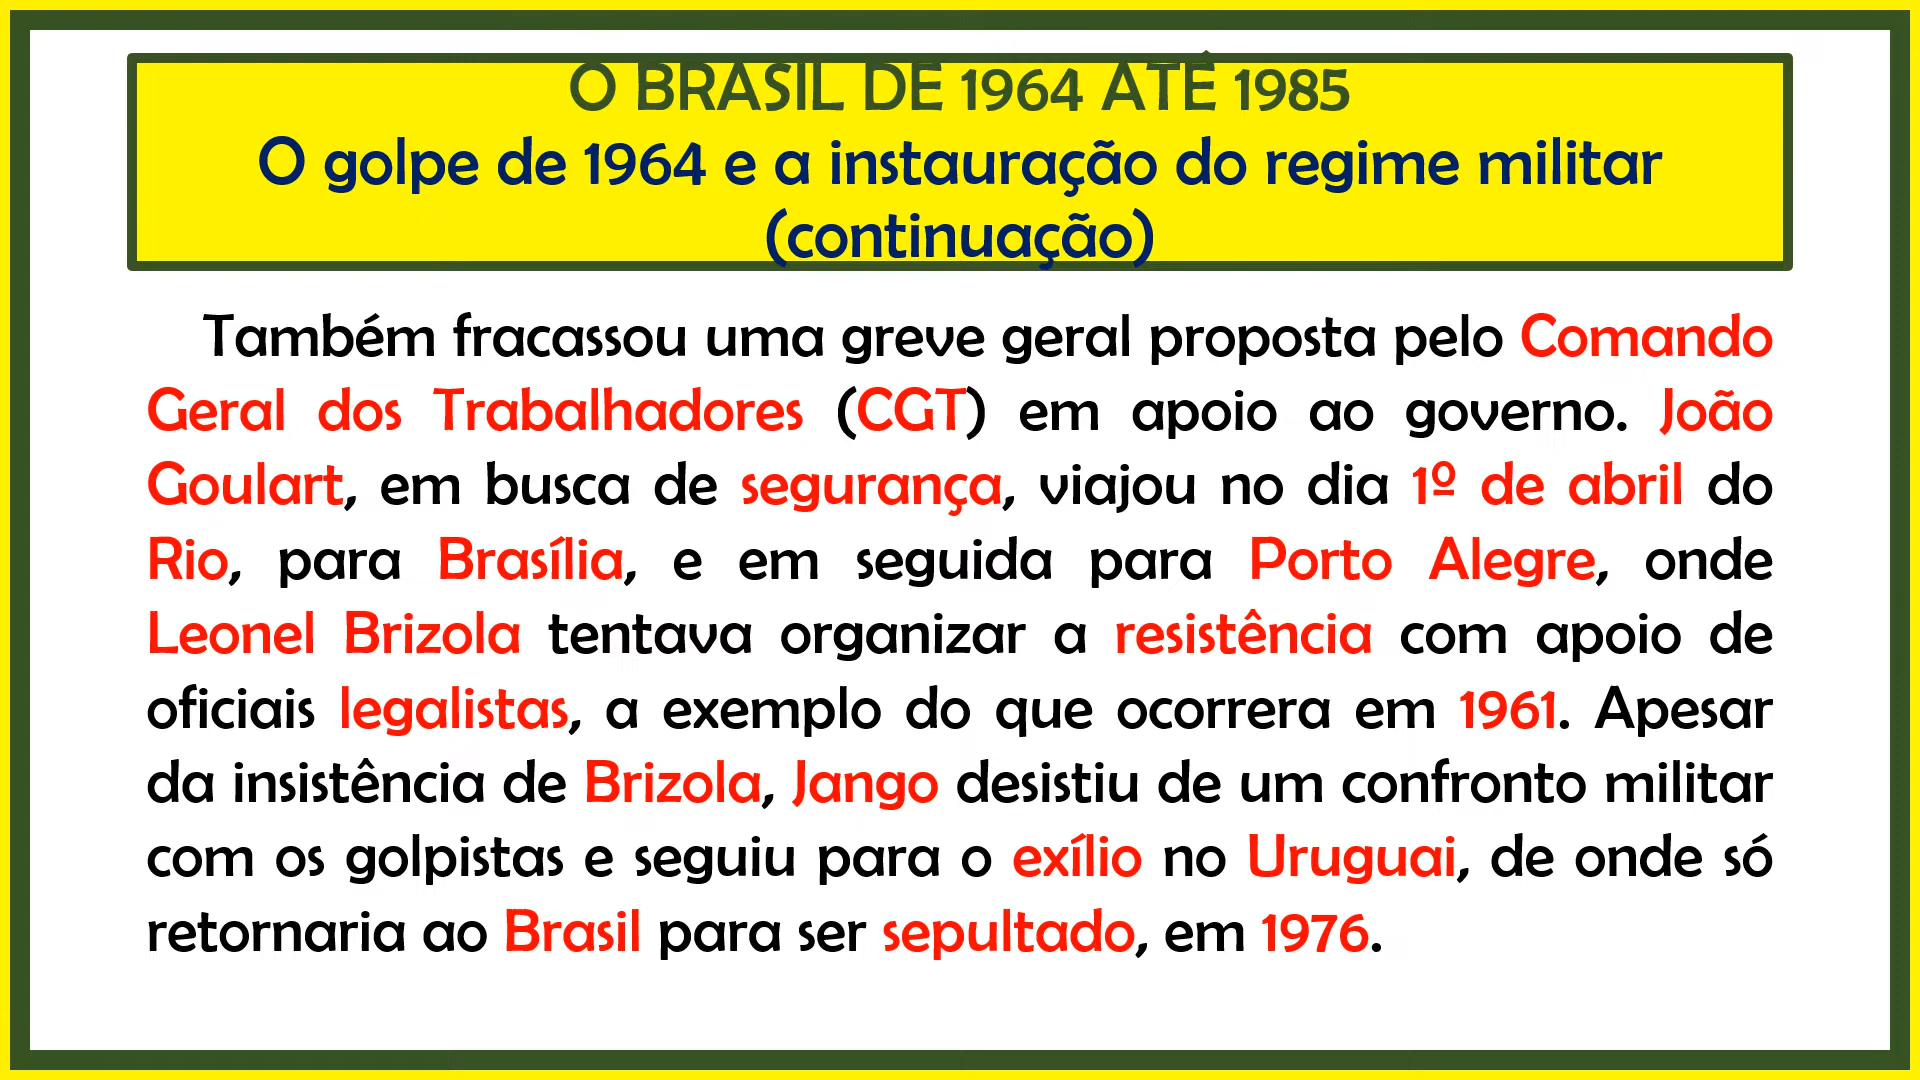 O BRASIL DE 1964 ATÉ 1985
O golpe de 1964 e a instauração do regime militar
(continuação)
Também fracassou uma greve geral proposta pelo Comando
Geral dos Trabalhadores (CGT) em apoio ao governo. João
Goulart, em busca de segurança, viajou no dia 1º de abril do
Rio, para Brasília, e em seguida para Porto Alegre, onde
Leonel Brizola tentava organizar a resistência com apoio de
oficiais legalistas, a exemplo do que ocorrera em 1961. Apesar
da insistência de Brizola, Jango desistiu de um confronto militar
com os golpistas e seguiu para o exílio no Uruguai, de onde só
retornaria ao Brasil para ser sepultado, em 1976.